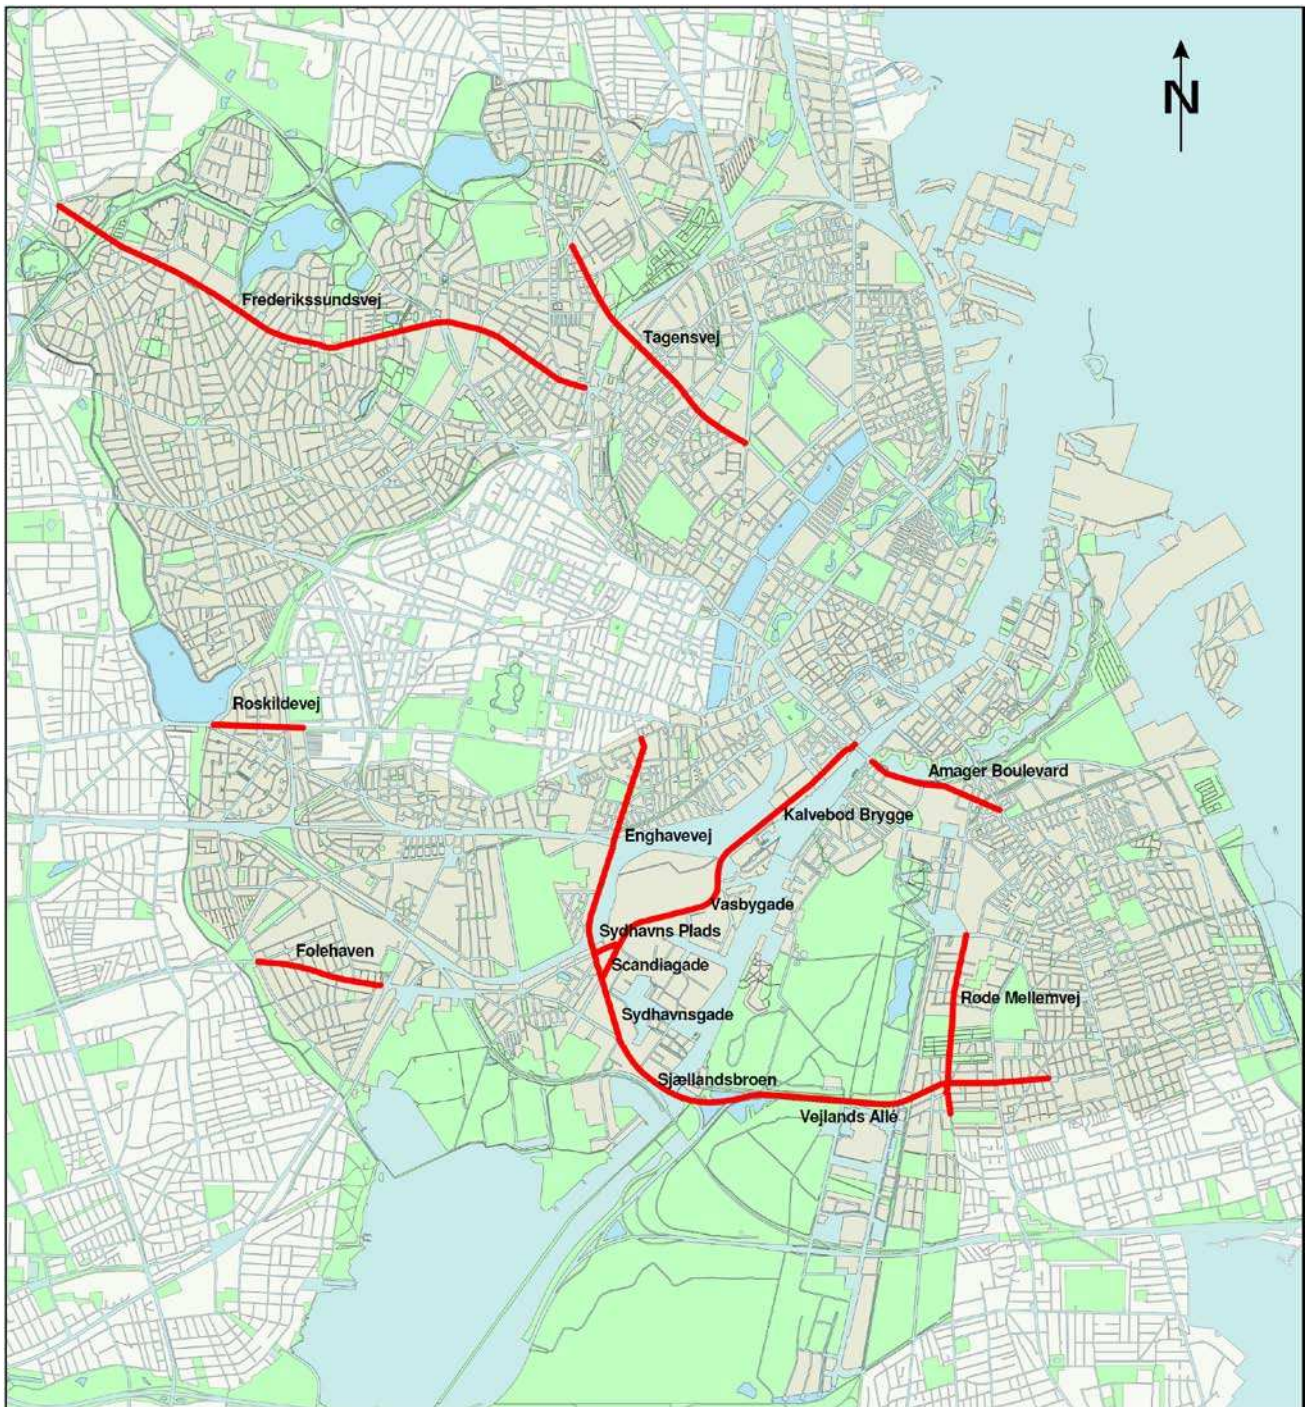 N
Frederikssundsvej
Tagensvej
Roskildevej
Amager Boulevard
Kalvebod Brygge
Enghavevej
Vasbygade
Sydhavns Plads
Folehaven
Scandiagade
Røde Mellemvej
Sydhavnsgade
Sjællandsbroen
Vejlands Allé